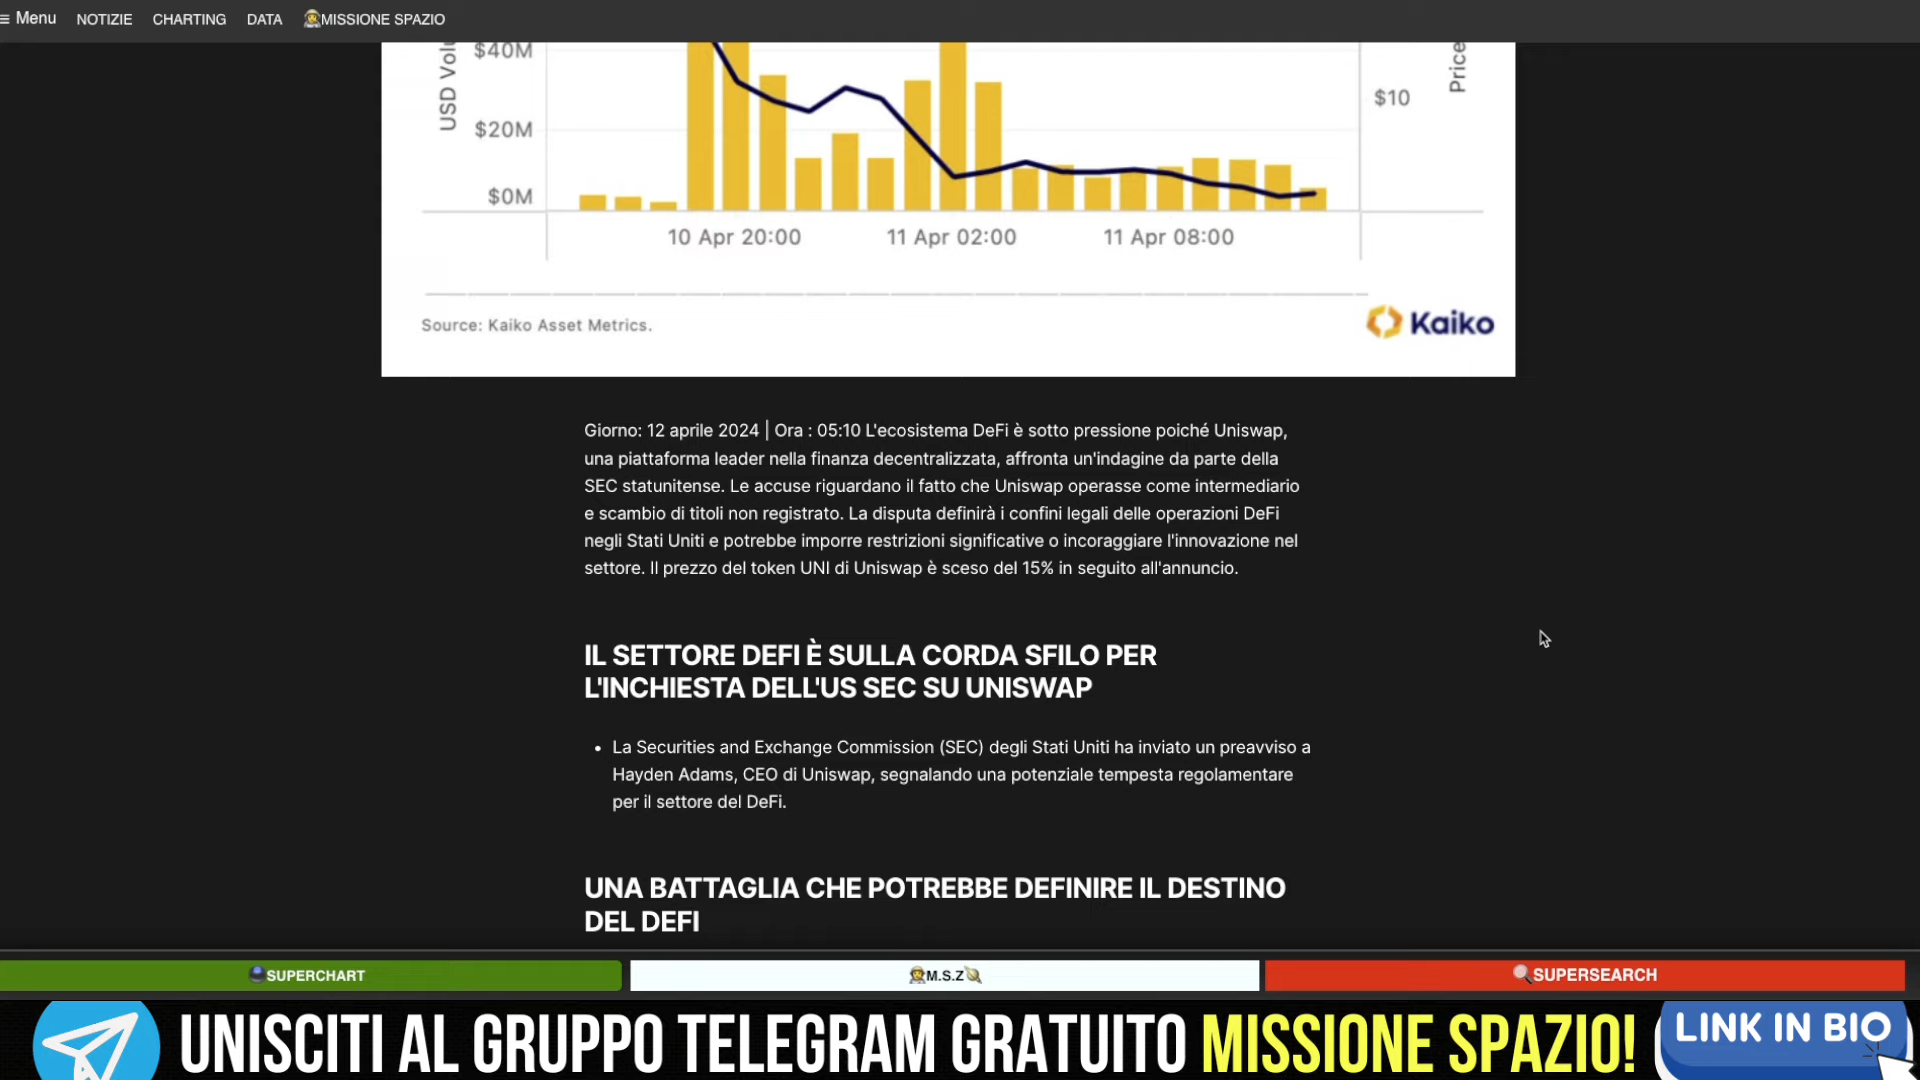 ≡ Menu NOTIZIE CHARTING DATA MISSIONE SPAZIO
$40M
$20M
$0M
USD Volu
$10
Price
10 Apr 20:00 11 Apr 02:00 11 Apr 08:00
Source: Kaiko Asset Metrics.
Kaiko
Giorno: 12 aprile 2024 | Ora : 05:10 L'ecosistema DeFi è sotto pressione poiché Uniswap,
una piattaforma leader nella finanza decentralizzata, affronta un'indagine da parte della
SEC statunitense. Le accuse riguardano il fatto che Uniswap operasse come intermediario
e scambio di titoli non registrato. La disputa definirà i confini legali delle operazioni DeFi
negli Stati Uniti e potrebbe imporre restrizioni significative o incoraggiare l'innovazione nel
settore. Il prezzo del token UNI di Uniswap è sceso del 15% in seguito all'annuncio.
IL SETTORE DEFI È SULLA CORDA SFILO PER
L'INCHIESTA DELL'US SEC SU UNISWAP
• La Securities and Exchange Commission (SEC) degli Stati Uniti ha inviato un preavviso a
Hayden Adams, CEO di Uniswap, segnalando una potenziale tempesta regolamentare
per il settore del DeFi.
UNA BATTAGLIA CHE POTREBBE DEFINIRE IL DESTINO
DEL DEFI
SUPERCHART M.S.Z SUPERSEARCH
UNISCITI AL GRUPPO TELEGRAM GRATUITO MISSIONE SPAZIO! LINK IN BIO